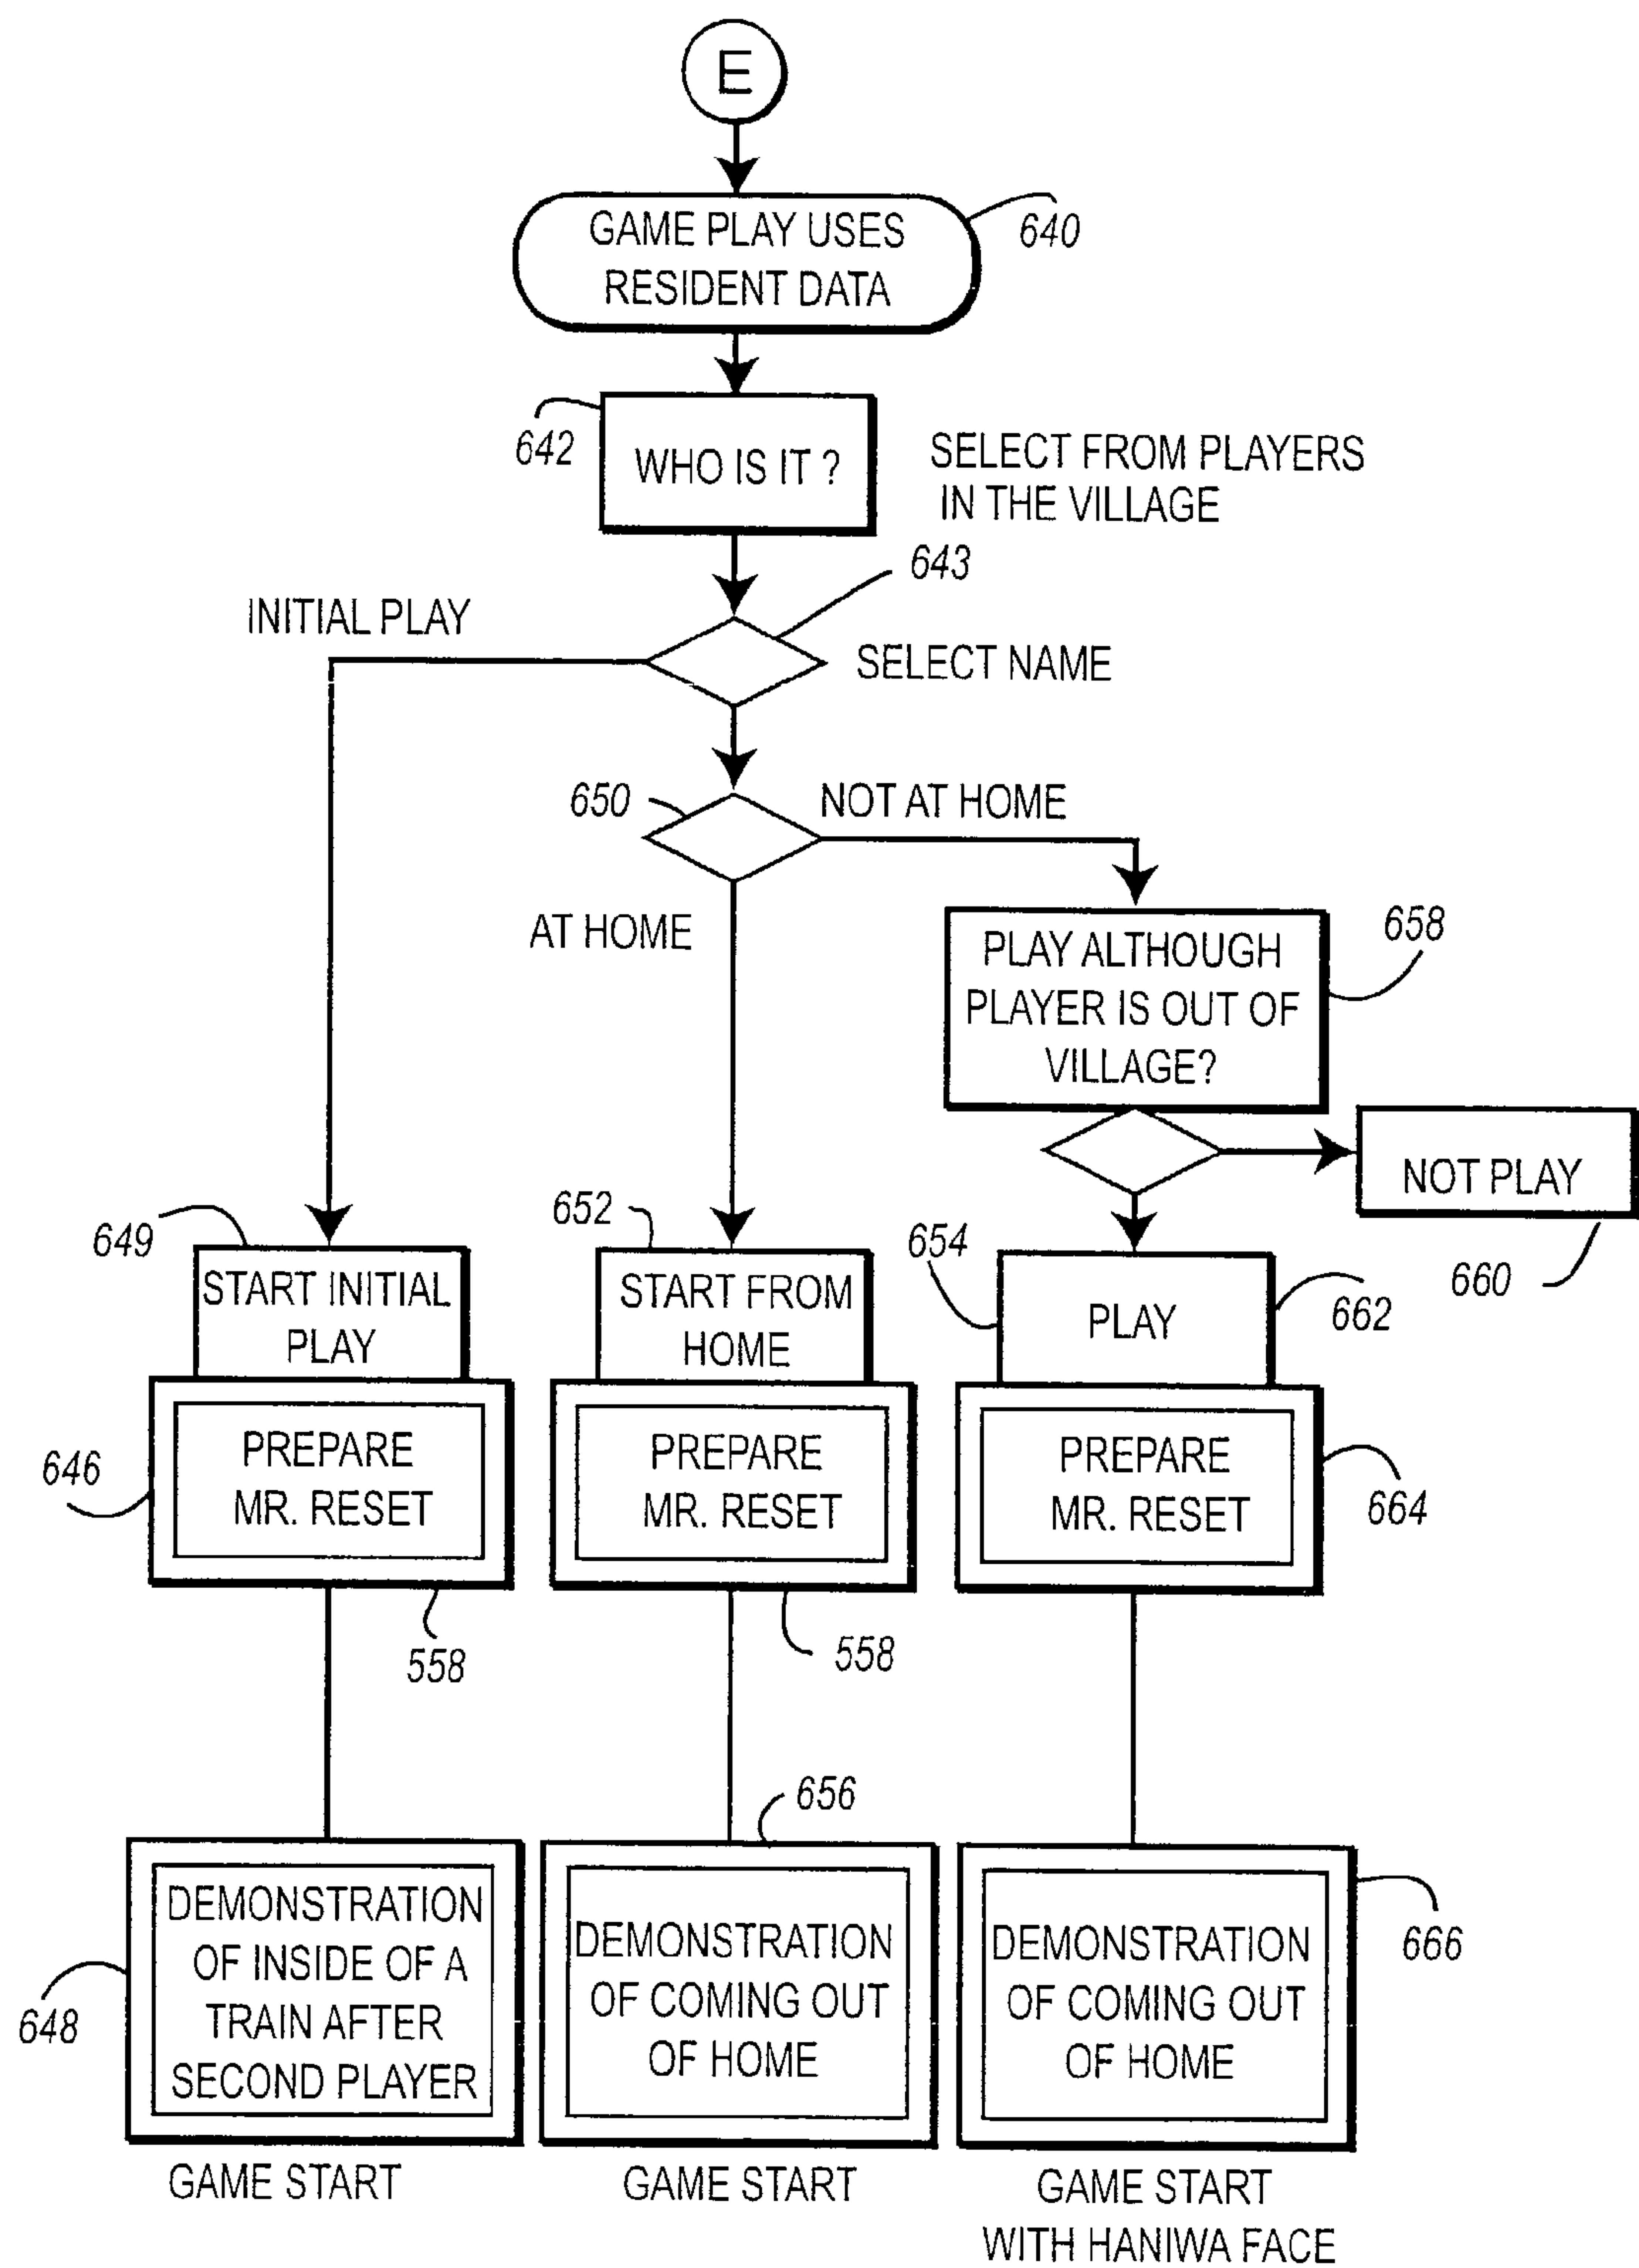 E
GAME PLAY USES
RESIDENT DATA
640
642
WHO IS IT ?
SELECT FROM PLAYERS
IN THE VILLAGE
643
INITIAL PLAY
SELECT NAME
650
NOT AT HOME
AT HOME
PLAY ALTHOUGH
PLAYER IS OUT OF
VILLAGE?
658
NOT PLAY
660
649
START INITIAL
PLAY
652
START FROM
HOME
654
PLAY
662
646
PREPARE
MR. RESET
558
PREPARE
MR. RESET
558
PREPARE
MR. RESET
664
648
DEMONSTRATION
OF INSIDE OF A
TRAIN AFTER
SECOND PLAYER
GAME START
656
DEMONSTRATION
OF COMING OUT
OF HOME
GAME START
DEMONSTRATION
OF COMING OUT
OF HOME
666
GAME START
WITH HANIWA FACE